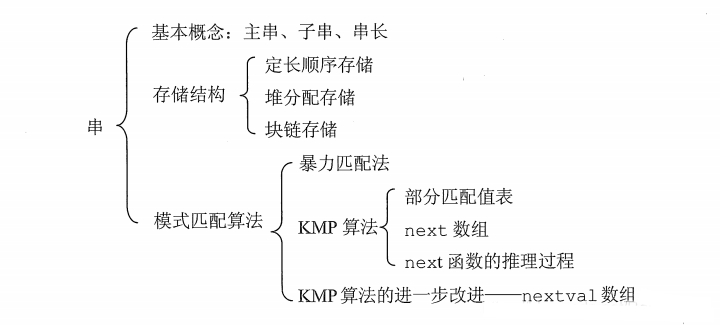 串
基本概念：主串、子串、串长
存储结构
定长顺序存储
堆分配存储
块链存储
模式匹配算法
暴力匹配法
KMP 算法
部分匹配值表
next 数组
next 函数的推理过程
KMP 算法的进一步改进——nextval 数组